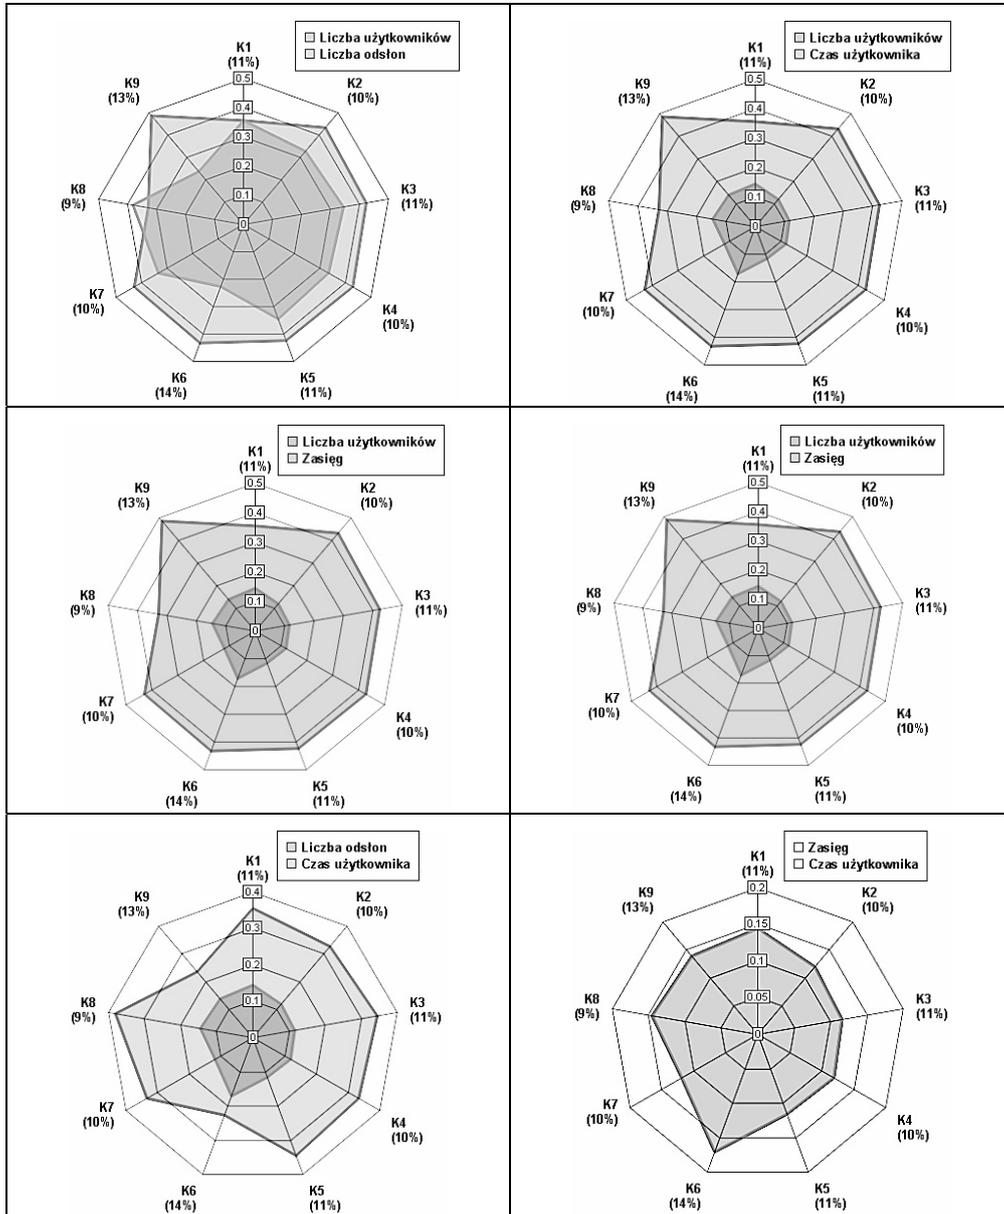 Liczba użytkowników
Liczba odsłon
K1
(11%)
K2
(10%)
K3
(11%)
K4
(10%)
K5
(11%)
K6
(14%)
K7
(10%)
K8
(9%)
K9
(13%)
0.5
0.4
0.3
0.2
0.1
0
Liczba użytkowników
Czas użytkownika
K1
(11%)
K2
(10%)
K3
(11%)
K4
(10%)
K5
(11%)
K6
(14%)
K7
(10%)
K8
(9%)
K9
(13%)
0.5
0.4
0.3
0.2
0.1
0
Liczba użytkowników
Zasięg
K1
(11%)
K2
(10%)
K3
(11%)
K4
(10%)
K5
(11%)
K6
(14%)
K7
(10%)
K8
(9%)
K9
(13%)
0.5
0.4
0.3
0.2
0.1
0
Liczba użytkowników
Zasięg
K1
(11%)
K2
(10%)
K3
(11%)
K4
(10%)
K5
(11%)
K6
(14%)
K7
(10%)
K8
(9%)
K9
(13%)
0.5
0.4
0.3
0.2
0.1
0
Liczba odsłon
Czas użytkownika
K1
(11%)
K2
(10%)
K3
(11%)
K4
(10%)
K5
(11%)
K6
(14%)
K7
(10%)
K8
(9%)
K9
(13%)
0.4
0.3
0.2
0.1
0
Zasięg
Czas użytkownika
K1
(11%)
K2
(10%)
K3
(11%)
K4
(10%)
K5
(11%)
K6
(14%)
K7
(10%)
K8
(9%)
K9
(13%)
0.2
0.15
0.1
0.05
0